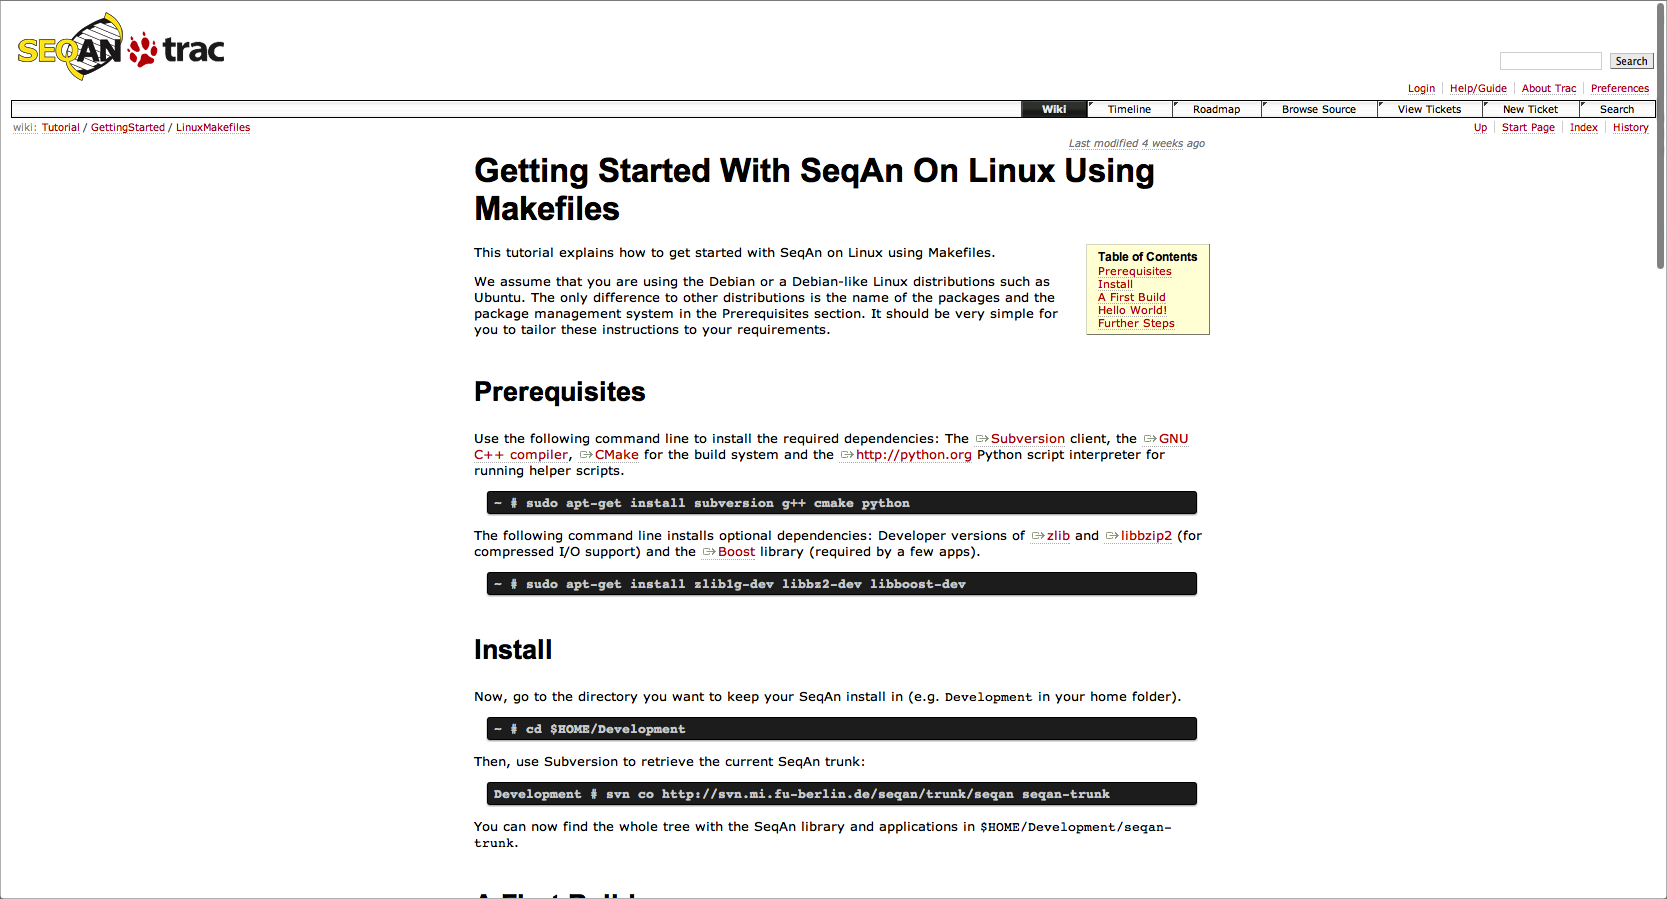 SEQAN trac
Search
Login Help/Guide About Trac Preferences
Wiki Timeline Roadmap Browse Source View Tickets New Ticket Search
wiki: Tutorial / GettingStarted / LinuxMakefiles
Up Start Page Index History
Last modified 4 weeks ago
Getting Started With SeqAn On Linux Using
Makefiles
This tutorial explains how to get started with SeqAn on Linux using Makefiles.
We assume that you are using the Debian or a Debian-like Linux distributions such as
Ubuntu. The only difference to other distributions is the name of the packages and the
package management system in the Prerequisites section. It should be very simple for
you to tailor these instructions to your requirements.
Table of Contents
Prerequisites
Install
A First Build
Hello World!
Further Steps
Prerequisites
Use the following command line to install the required dependencies: The Subversion client, the GNU
C++ compiler, CMake for the build system and the http://python.org Python script interpreter for
running helper scripts.
~ # sudo apt-get install subversion g++ cmake python
The following command line installs optional dependencies: Developer versions of zlib and libbzip2 (for
compressed I/O support) and the Boost library (required by a few apps).
~ # sudo apt-get install zlib1g-dev libbz2-dev libboost-dev
Install
Now, go to the directory you want to keep your SeqAn install in (e.g. Development in your home folder).
~ # cd $HOME/Development
Then, use Subversion to retrieve the current SeqAn trunk:
Development # svn co http://svn.mi.fu-berlin.de/seqan/trunk/seqan seqan-trunk
You can now find the whole tree with the SeqAn library and applications in $HOME/Development/seqan-
trunk.
A First Build